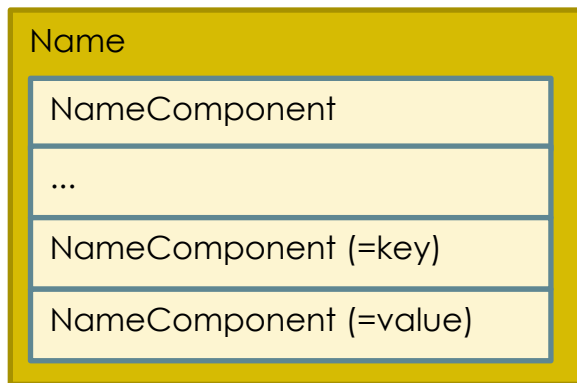 Name
NameComponent
...
NameComponent (=key)
NameComponent (=value)